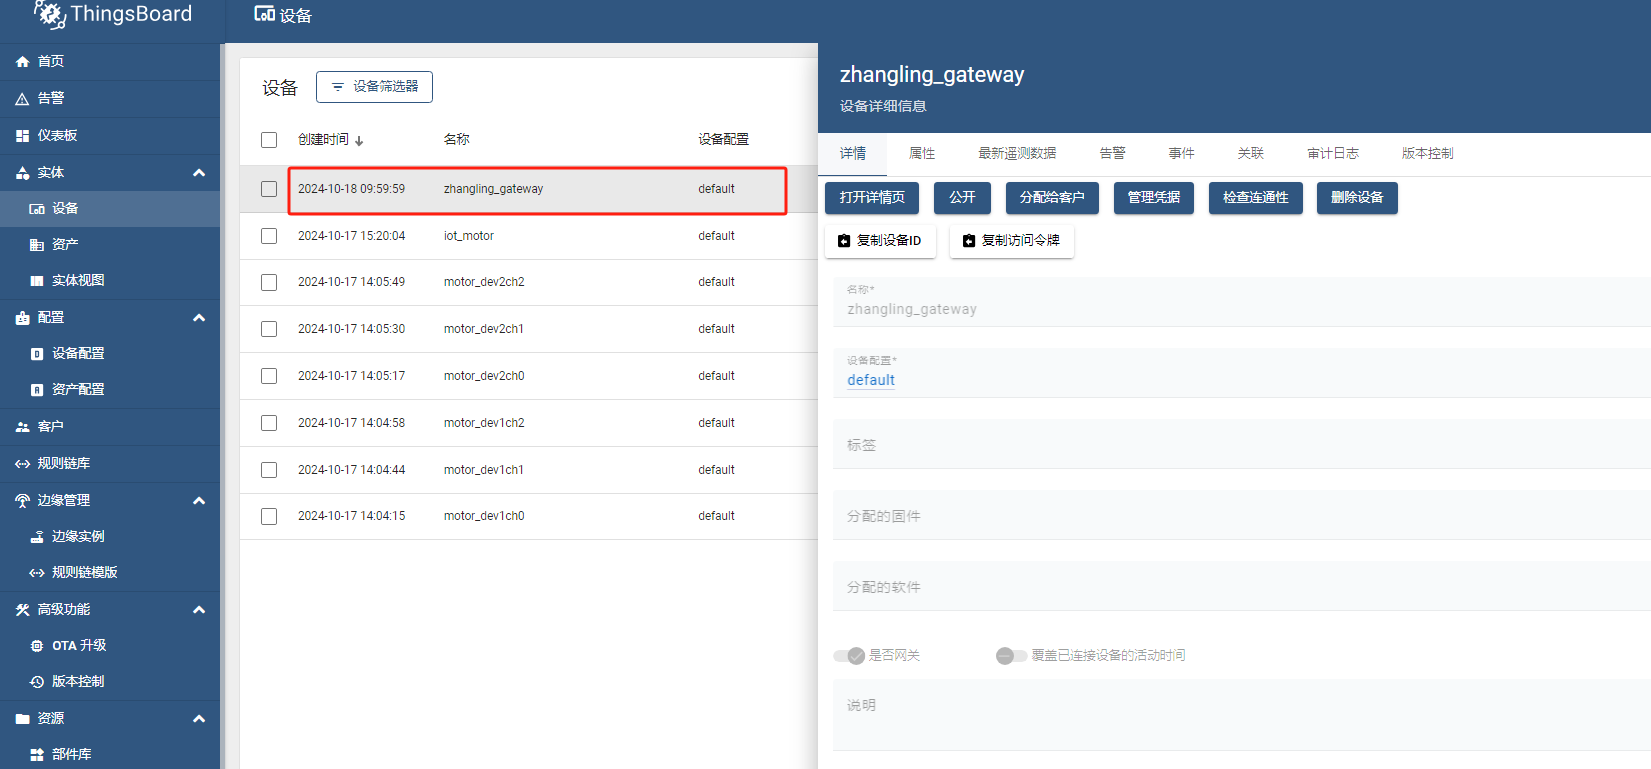 ThingsBoard
首页
告警
仪表板
实体
设备
资产
实体视图
配置
设备配置
资产配置
客户
规则链库
边缘管理
边缘实例
规则链模版
高级功能
OTA 升级
版本控制
资源
部件库
设备
设备 设备筛选器
创建时间 名称 设备配置
2024-10-18 09:59:59 zhangling_gateway default
2024-10-17 15:20:04 iot_motor default
2024-10-17 14:05:49 motor_dev2ch2 default
2024-10-17 14:05:30 motor_dev2ch1 default
2024-10-17 14:05:17 motor_dev2ch0 default
2024-10-17 14:04:58 motor_dev1ch2 default
2024-10-17 14:04:44 motor_dev1ch1 default
2024-10-17 14:04:15 motor_dev1ch0 default
zhangling_gateway
设备详细信息
详情 属性 最新遥测数据 告警 事件 关联 审计日志 版本控制
打开详情页 公开 分配给客户 管理凭据 检查连通性 删除设备
复制设备ID 复制访问令牌
名称*
zhangling_gateway
设备配置*
default
标签
分配的固件
分配的软件
是否网关 覆盖已连接设备的活动时间
说明